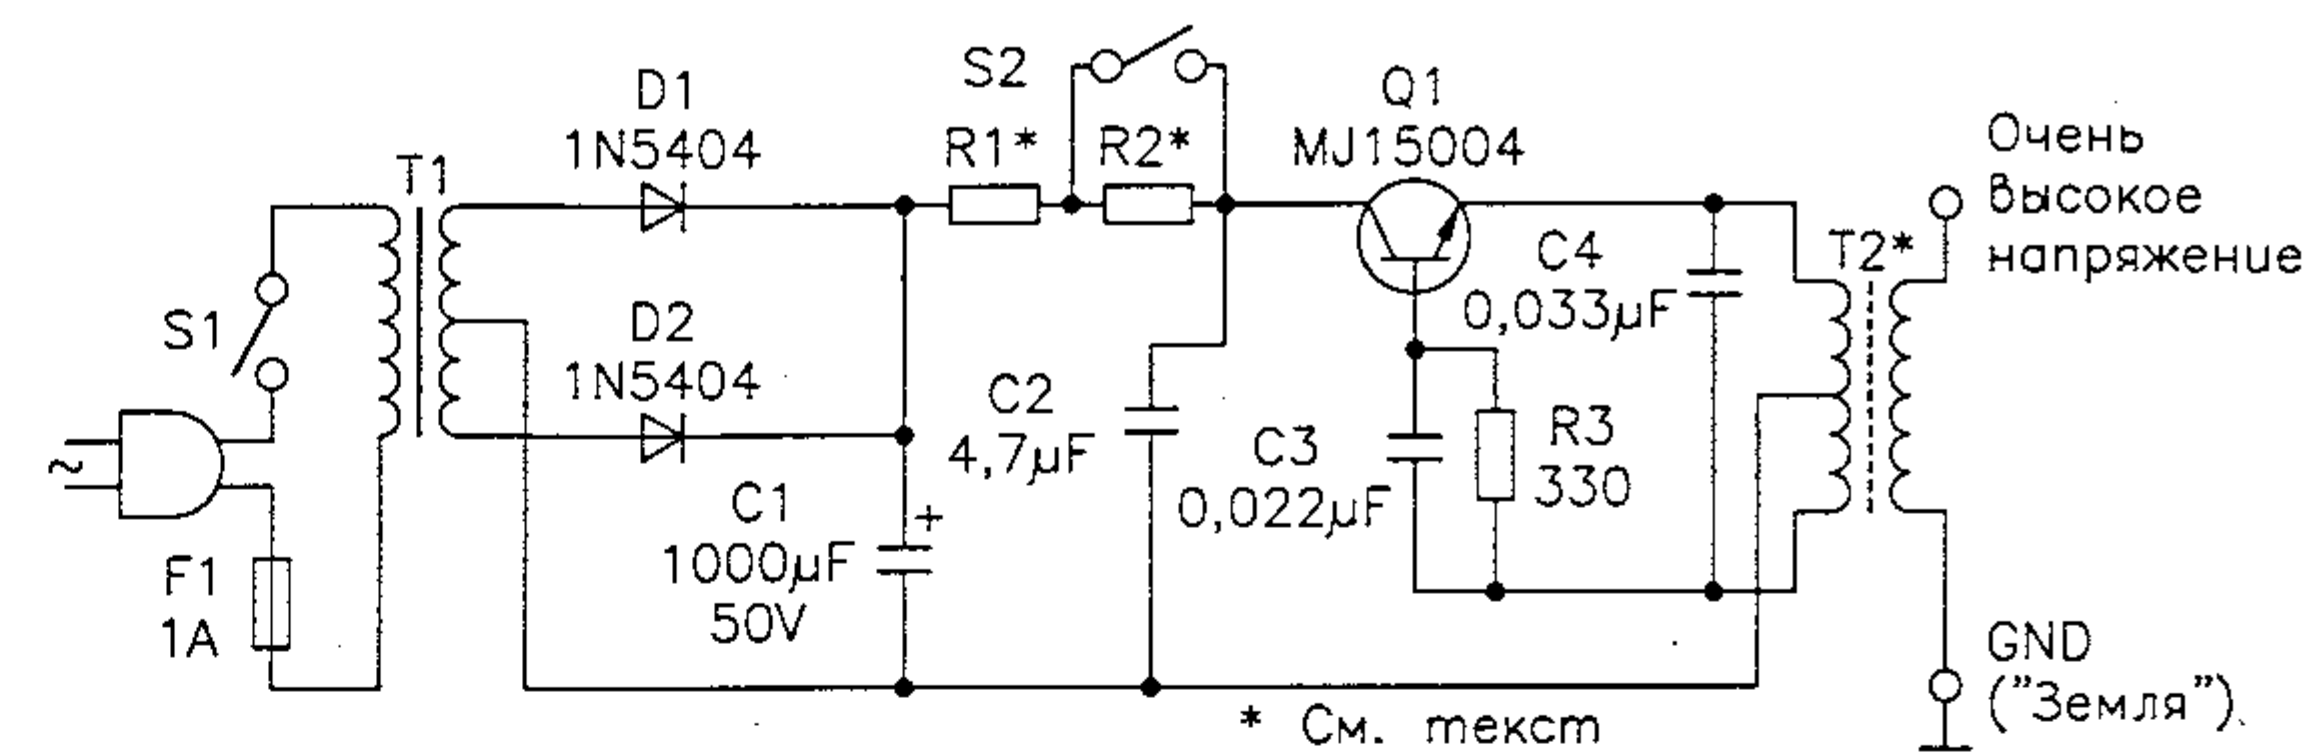 S2
D1
1N5404
R1*
R2*
Q1
MJ15004
Очень
высокое
напряжение
T1
T2*
C4
0,033µF
S1
D2
1N5404
C2
4,7µF
C3
0,022µF
R3
330
~
C1
1000µF
50V
+
F1
1A
GND
("Земля")
* См. текст